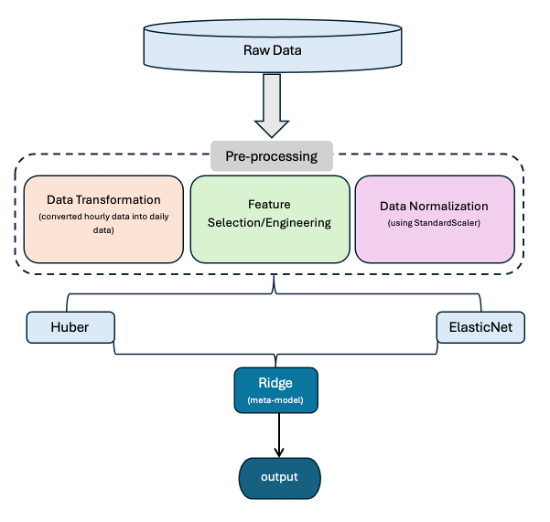 Raw Data
Pre-processing
Data Transformation
(converted hourly data into daily
data)
Feature
Selection/Engineering
Data Normalization
(using StandardScaler)
Huber
ElasticNet
Ridge
(meta-model)
output